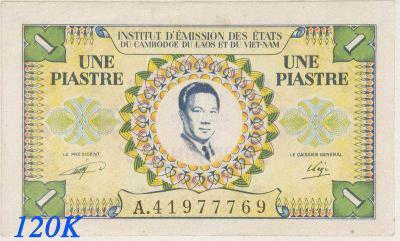 INSTITUT D'ÉMISSION DES ÉTATS
DU CAMBODGE DU LAOS ET DU VIET-NAM
1 1
UNE PIASTRE UNE PIASTRE
LE PRÉSIDENT LE CAISSIER GÉNÉRAL
1 A.41977769 1
120K